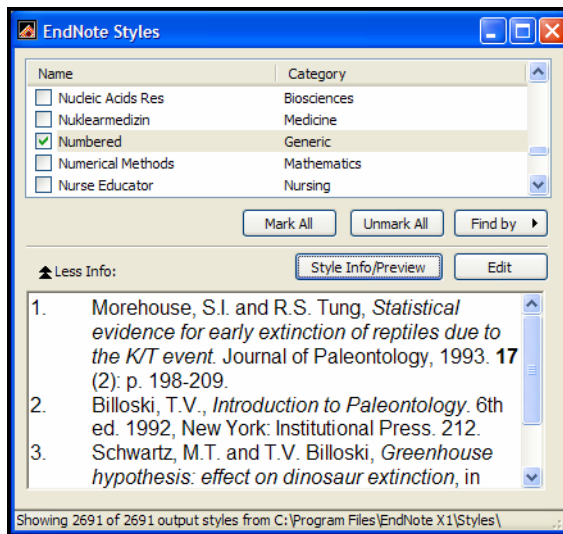 EndNote Styles
Name Category
Nucleic Acids Res Biosciences
Nuklearmedizin Medicine
Numbered Generic
Numerical Methods Mathematics
Nurse Educator Nursing
Mark All Unmark All Find by
Less Info: Style Info/Preview Edit
1. Morehouse, S.I. and R.S. Tung, Statistical
evidence for early extinction of reptiles due to
the K/T event. Journal of Paleontology, 1993. 17
(2): p. 198-209.
2. Billoski, T.V., Introduction to Paleontology. 6th
ed. 1992, New York: Institutional Press. 212.
3. Schwartz, M.T. and T.V. Billoski, Greenhouse
hypothesis: effect on dinosaur extinction, in
Showing 2691 of 2691 output styles from C:\Program Files\EndNote X1\Styles\